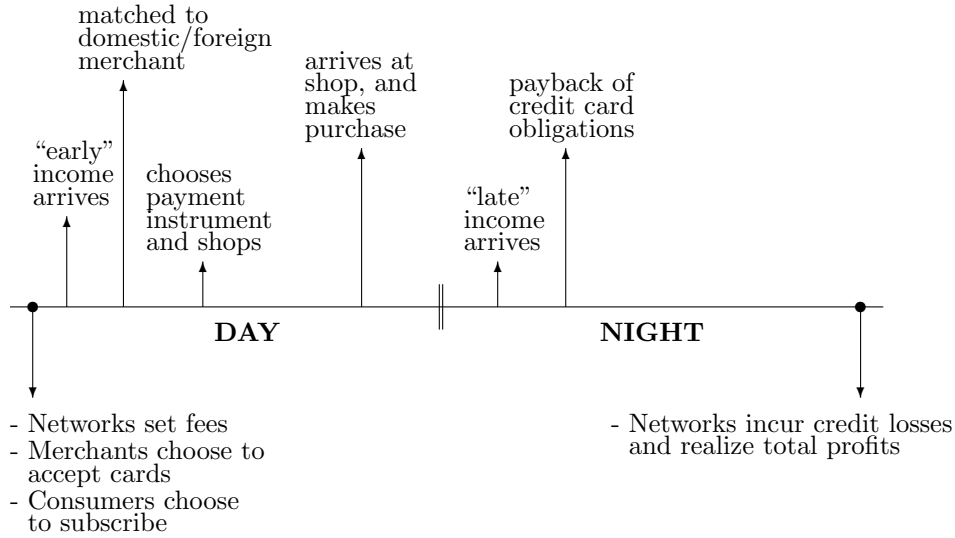 matched to
domestic/foreign
merchant
arrives at
shop, and
makes
purchase
payback of
credit card
obligations
“early”
income
arrives
chooses
payment
instrument
and shops
“late”
income
arrives
DAY
NIGHT
- Networks set fees
- Merchants choose to
accept cards
- Consumers choose
to subscribe
- Networks incur credit losses
and realize total profits